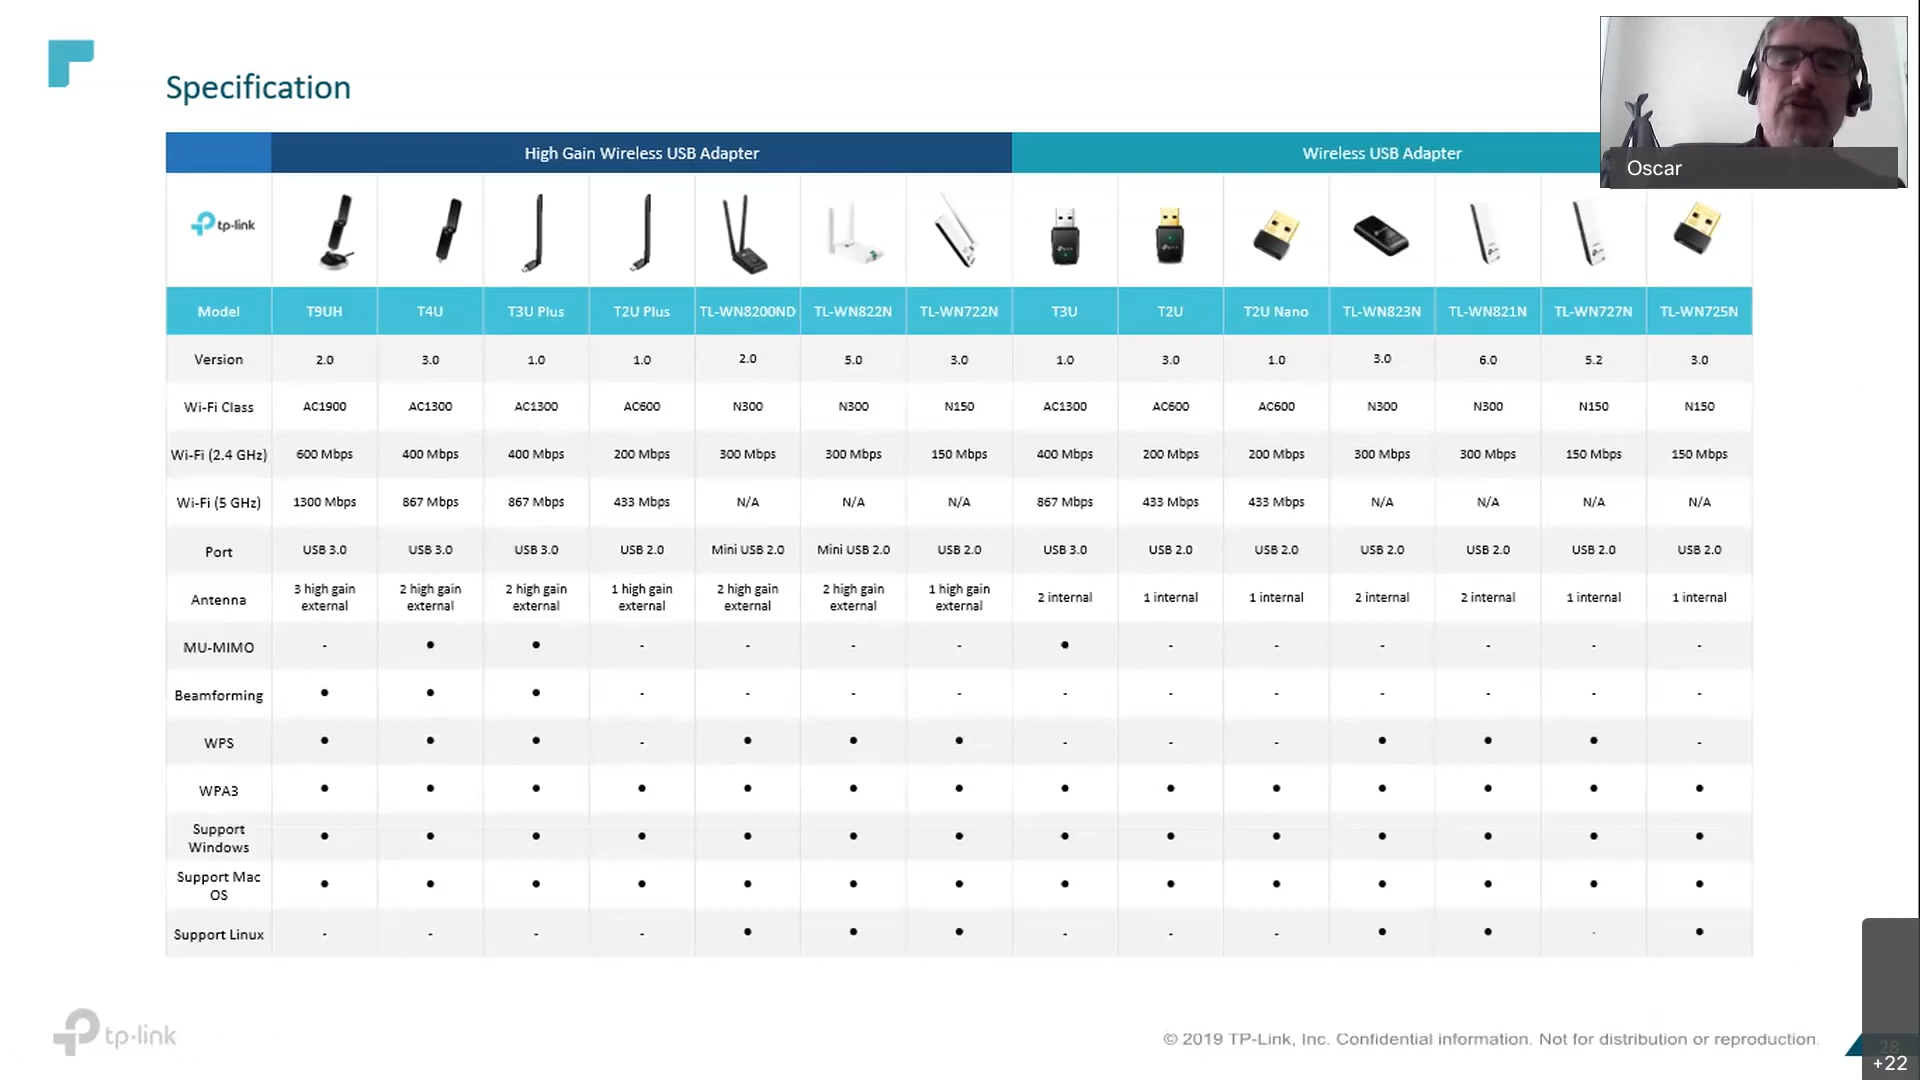 Specification
High Gain Wireless USB Adapter Wireless USB Adapter
Oscar
tp-link
Model T9UH T4U T3U Plus T2U Plus TL-WN8200ND TL-WN822N TL-WN722N T3U T2U T2U Nano TL-WN823N TL-WN821N TL-WN727N TL-WN725N
Version 2.0 3.0 1.0 1.0 2.0 5.0 3.0 1.0 3.0 1.0 3.0 6.0 5.2 3.0
Wi-Fi Class AC1900 AC1300 AC1300 AC600 N300 N300 N150 AC1300 AC600 AC600 N300 N300 N150 N150
Wi-Fi (2.4 GHz) 600 Mbps 400 Mbps 400 Mbps 200 Mbps 300 Mbps 300 Mbps 150 Mbps 400 Mbps 200 Mbps 200 Mbps 300 Mbps 300 Mbps 150 Mbps 150 Mbps
Wi-Fi (5 GHz) 1300 Mbps 867 Mbps 867 Mbps 433 Mbps N/A N/A N/A 867 Mbps 433 Mbps 433 Mbps N/A N/A N/A N/A
Port USB 3.0 USB 3.0 USB 3.0 USB 2.0 Mini USB 2.0 Mini USB 2.0 USB 2.0 USB 3.0 USB 2.0 USB 2.0 USB 2.0 USB 2.0 USB 2.0 USB 2.0
Antenna 3 high gain external 2 high gain external 2 high gain external 1 high gain external 2 high gain external 2 high gain external 1 high gain external 2 internal 1 internal 1 internal 2 internal 2 internal 1 internal 1 internal
MU-MIMO - • • - - - - • - - - - - -
Beamforming • • • - - - - - - - - - - -
WPS • • • - • • • - - - • • • -
WPA3 • • • • • • • • • • • • • •
Support Windows • • • • • • • • • • • • • •
Support Mac OS • • • • • • • • • • • • • •
Support Linux - - - - • • • - - - • • - •
tp-link
© 2019 TP-Link, Inc. Confidential information. Not for distribution or reproduction.
28
+22